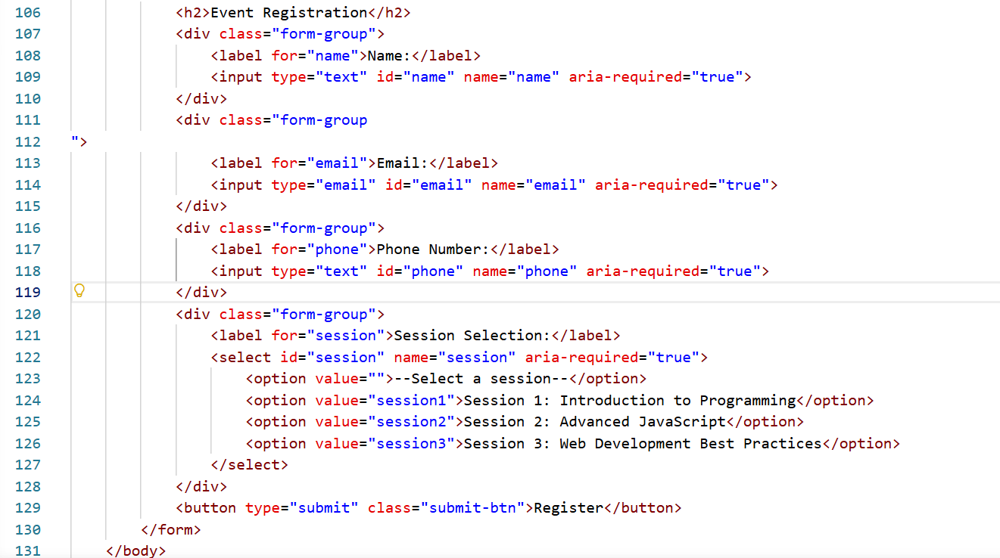 106 <h2>Event Registration</h2>
107 <div class="form-group">
108 <label for="name">Name:</label>
109 <input type="text" id="name" name="name" aria-required="true">
110 </div>
111 <div class="form-group
112 ">
113 <label for="email">Email:</label>
114 <input type="email" id="email" name="email" aria-required="true">
115 </div>
116 <div class="form-group">
117 <label for="phone">Phone Number:</label>
118 <input type="text" id="phone" name="phone" aria-required="true">
119 </div>
120 <div class="form-group">
121 <label for="session">Session Selection:</label>
122 <select id="session" name="session" aria-required="true">
123 <option value="">--Select a session--</option>
124 <option value="session1">Session 1: Introduction to Programming</option>
125 <option value="session2">Session 2: Advanced JavaScript</option>
126 <option value="session3">Session 3: Web Development Best Practices</option>
127 </select>
128 </div>
129 <button type="submit" class="submit-btn">Register</button>
130 </form>
131 </body>